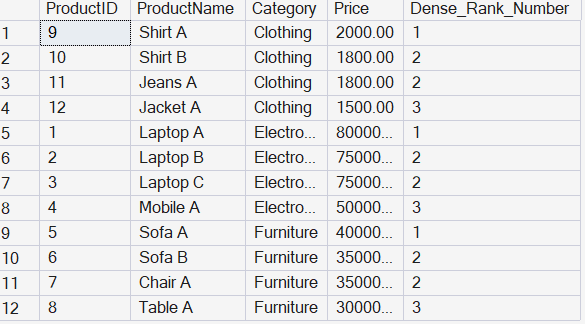 ProductID ProductName Category Price Dense_Rank_Number
1 9 Shirt A Clothing 2000.00 1
2 10 Shirt B Clothing 1800.00 2
3 11 Jeans A Clothing 1800.00 2
4 12 Jacket A Clothing 1500.00 3
5 1 Laptop A Electro... 80000... 1
6 2 Laptop B Electro... 75000... 2
7 3 Laptop C Electro... 75000... 2
8 4 Mobile A Electro... 50000... 3
9 5 Sofa A Furniture 40000... 1
10 6 Sofa B Furniture 35000... 2
11 7 Chair A Furniture 35000... 2
12 8 Table A Furniture 30000... 3